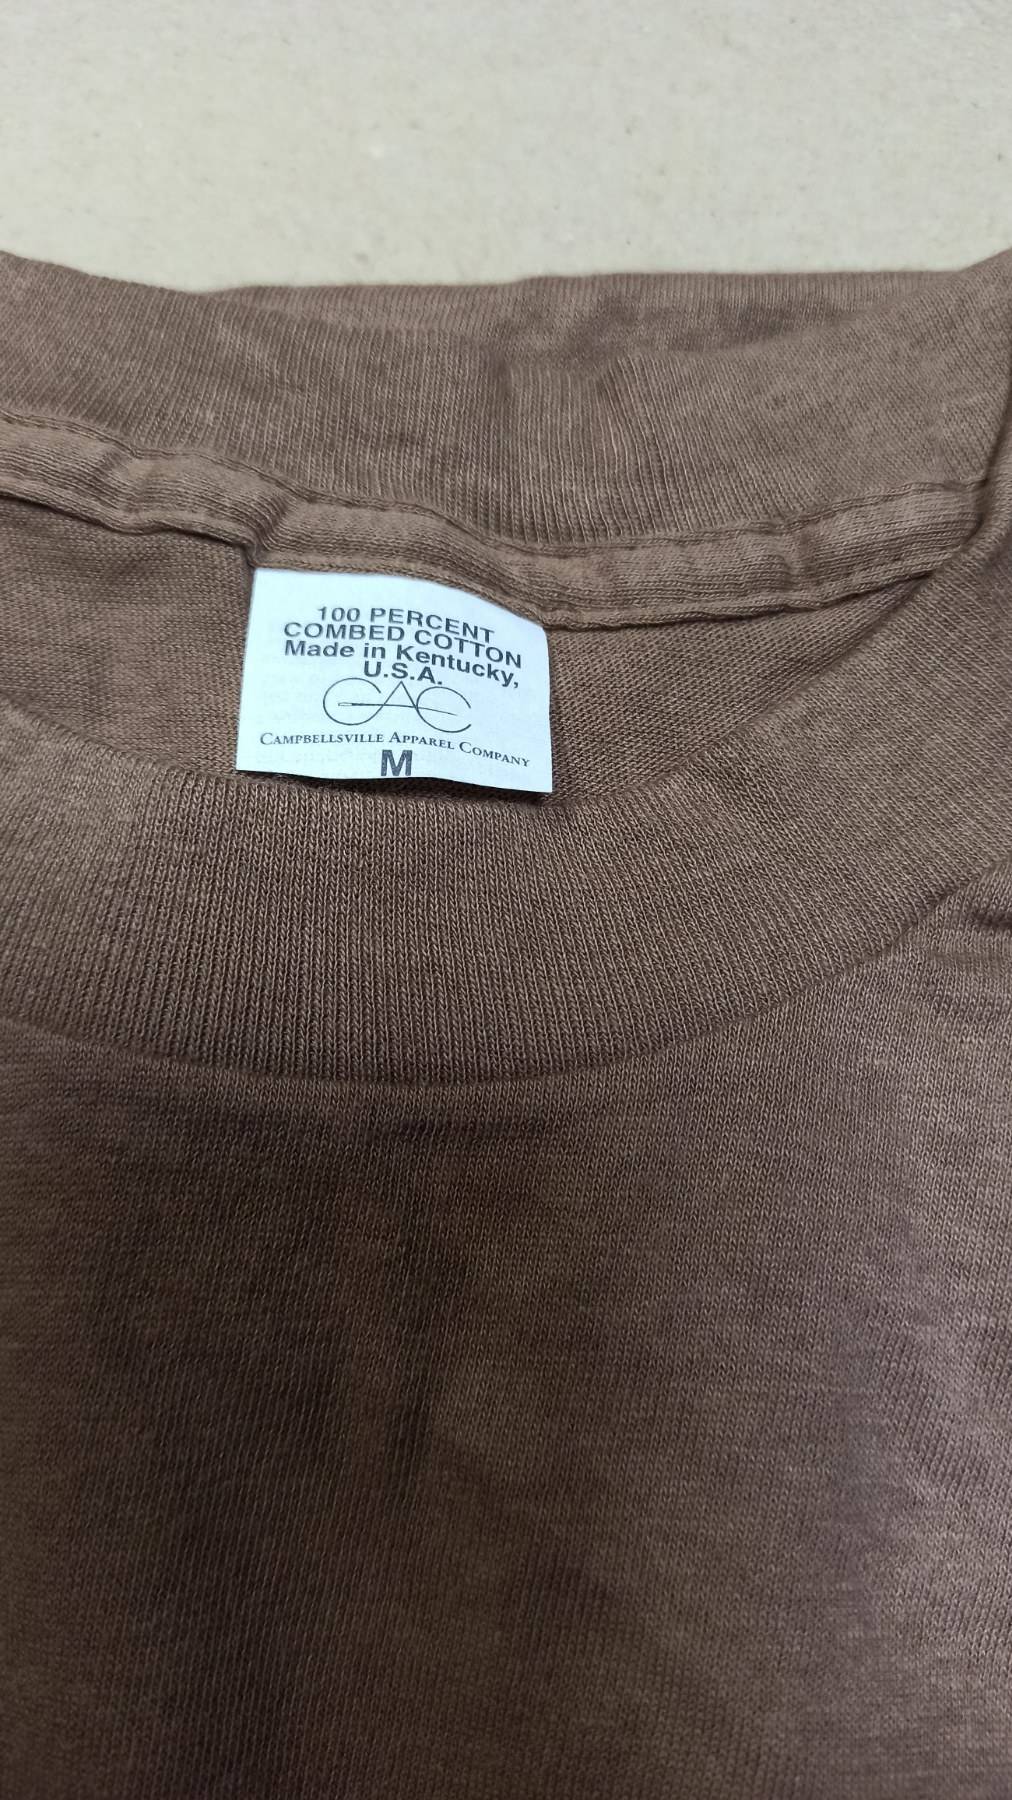 100 PERCENT
COMBED COTTON
Made in Kentucky,
U.S.A.
CAC
CAMPBELLSVILLE APPAREL COMPANY
M